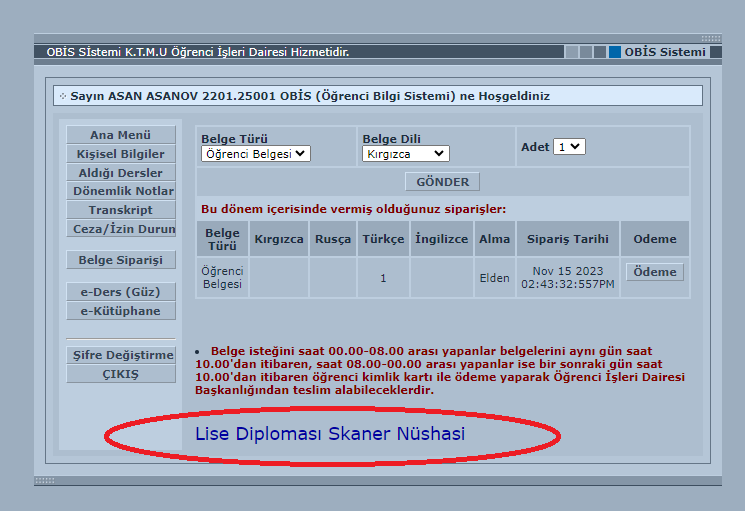 OBİS Sİstemi K.T.M.U Öğrenci İşleri Dairesi Hizmetidir.
OBİS Sistemi
Sayın ASAN ASANOV 2201.25001 OBİS (Öğrenci Bilgi Sistemi) ne Hoşgeldiniz
Ana Menü
Kişisel Bilgiler
Aldığı Dersler
Dönemlik Notlar
Transkript
Ceza/İzin Durun
Belge Siparişi
e-Ders (Güz)
e-Kütüphane
Şifre Değiştirme
ÇIKIŞ
Belge Türü
Öğrenci Belgesi
Belge Dili
Kırgızca
Adet 1
GÖNDER
Bu dönem içerisinde vermiş olduğunuz siparişler:
Belge Türü Kırgızca Rusça Türkçe İngilizce Alma Sipariş Tarihi Odeme
Öğrenci Belgesi 1 Elden Nov 15 2023 02:43:32:557PM Ödeme
• Belge isteğini saat 00.00-08.00 arası yapanlar belgelerini aynı gün saat
10.00'dan itibaren, saat 08.00-00.00 arası yapanlar ise bir sonraki gün saat
10.00'dan itibaren öğrenci kimlik kartı ile ödeme yaparak Öğrenci İşleri Dairesi
Başkanlığından teslim alabileceklerdir.
Lise Diploması Skaner Nüshasi